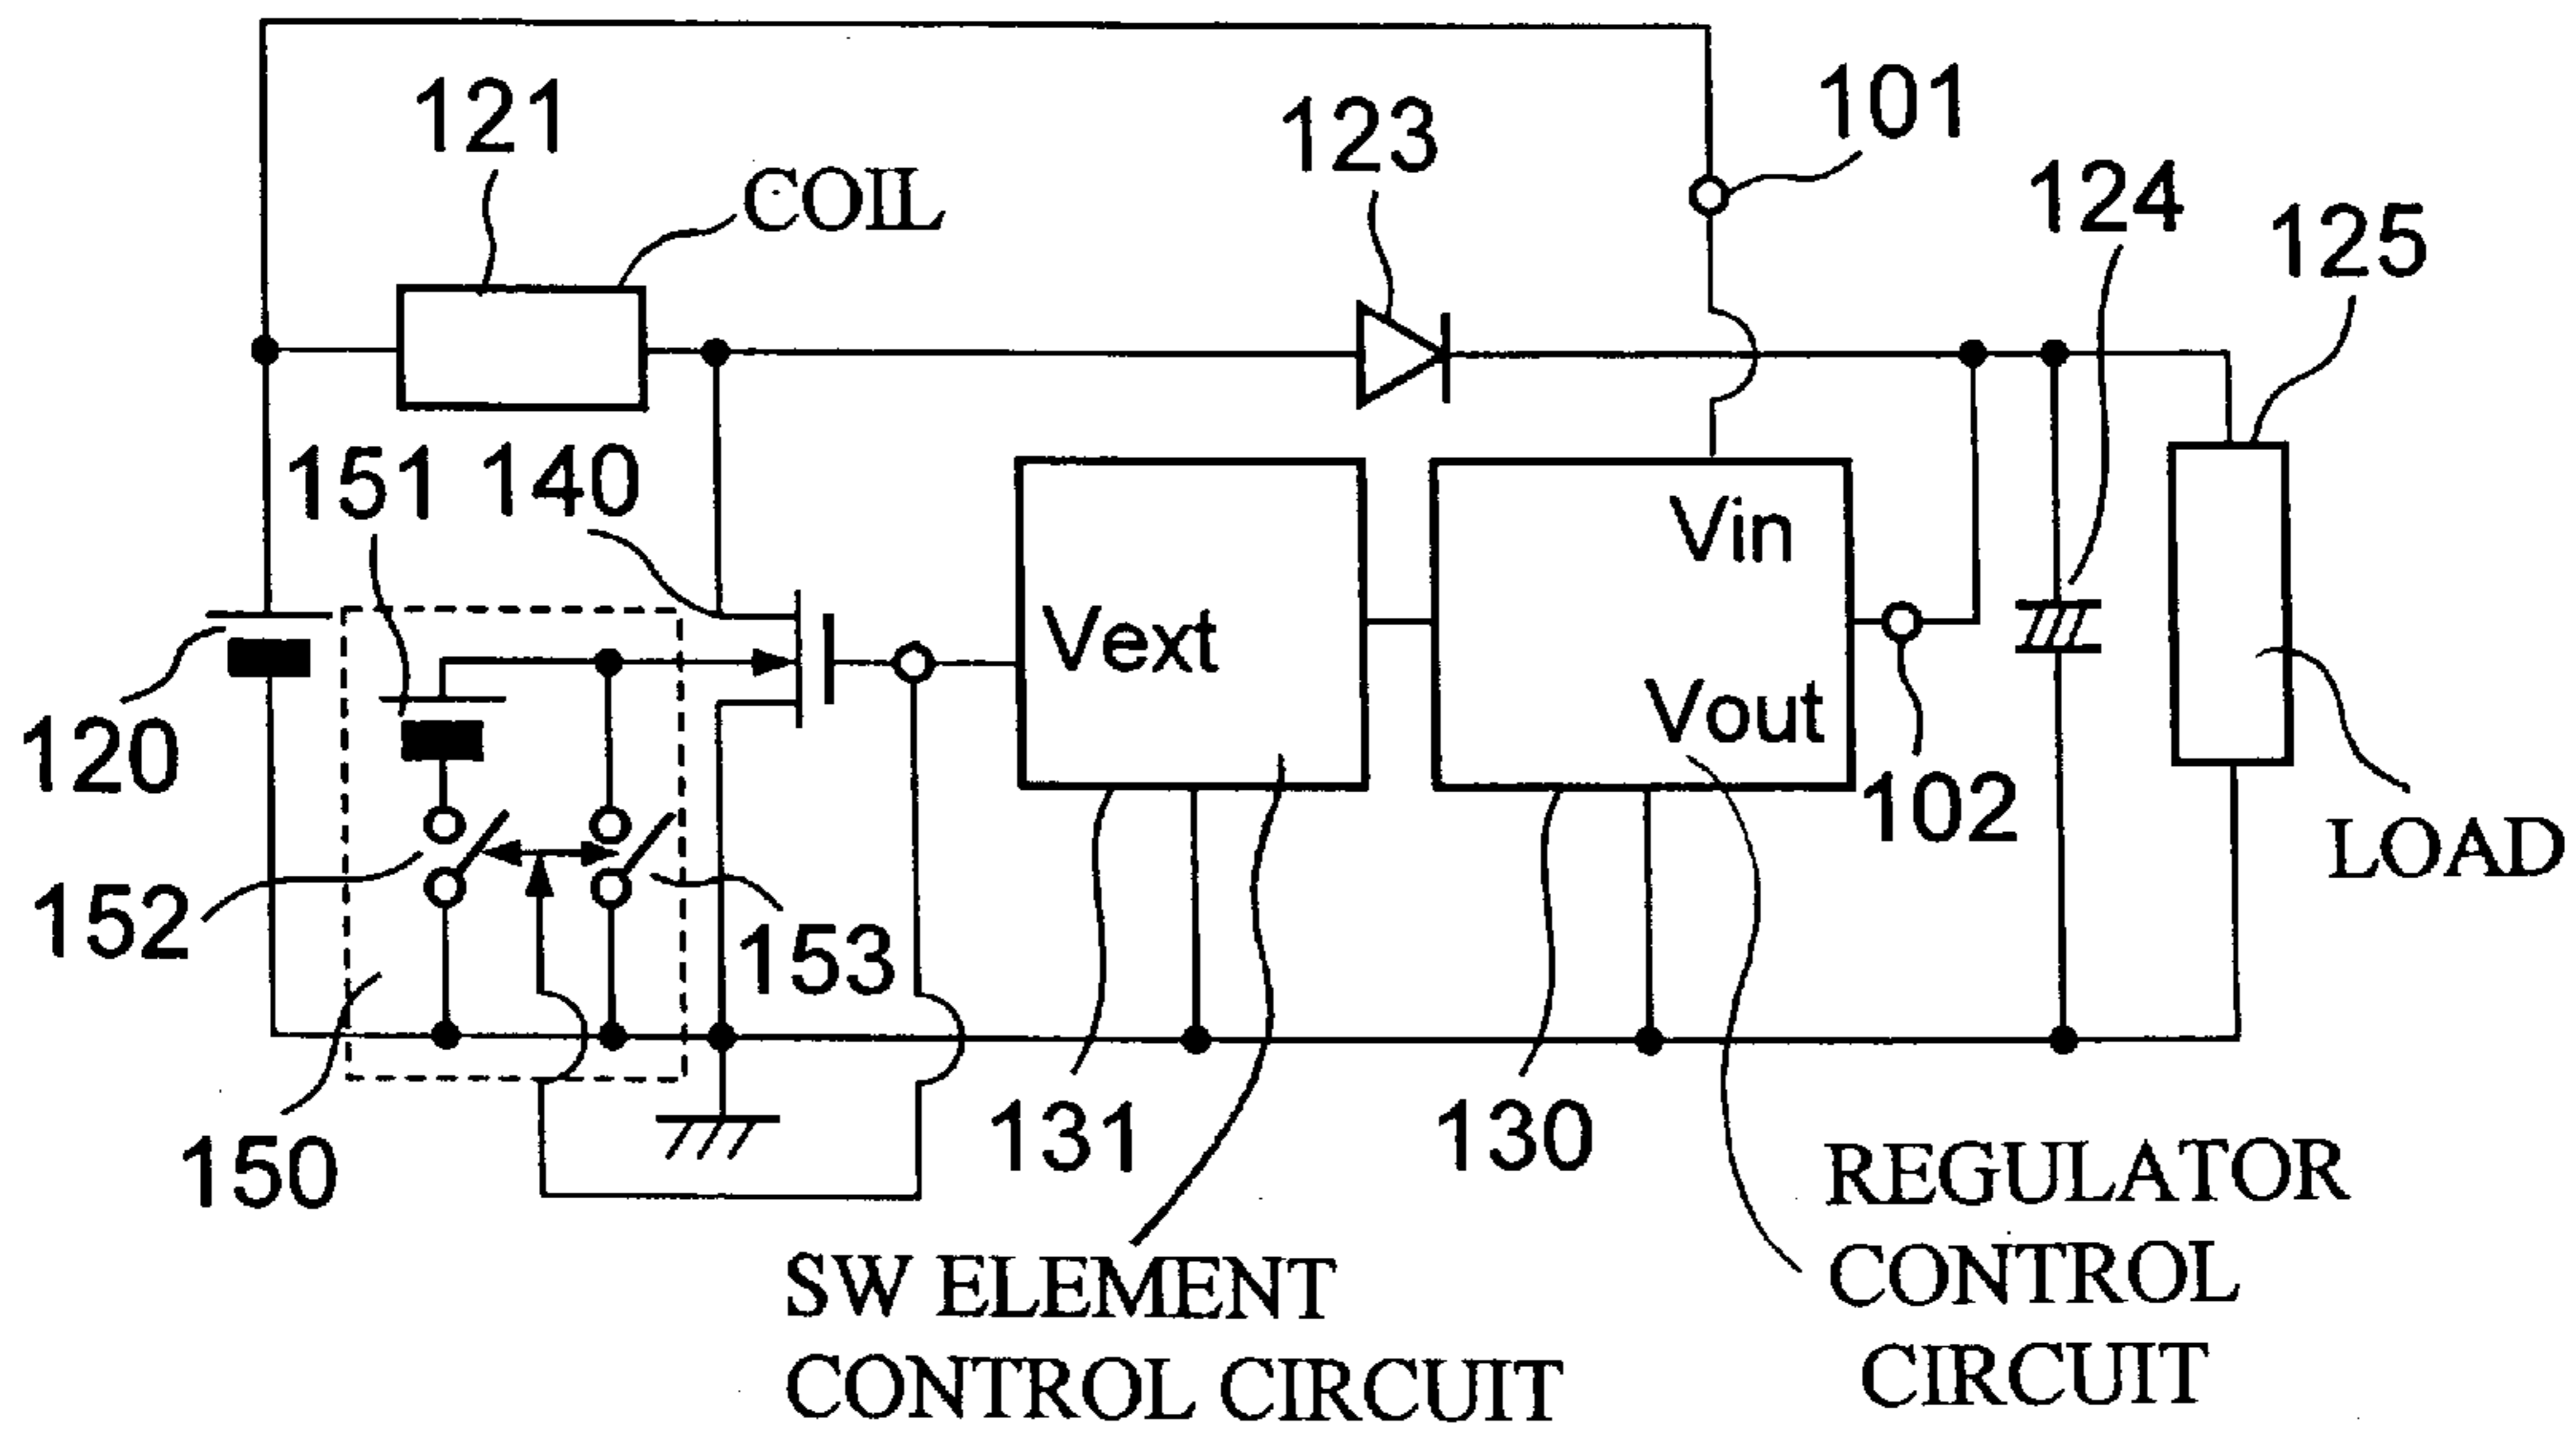 121
COIL
123
101
124
125
151
140
Vin
Vext
Vout
120
102
LOAD
152
153
150
131
130
SW ELEMENT
CONTROL CIRCUIT
REGULATOR
CONTROL
CIRCUIT